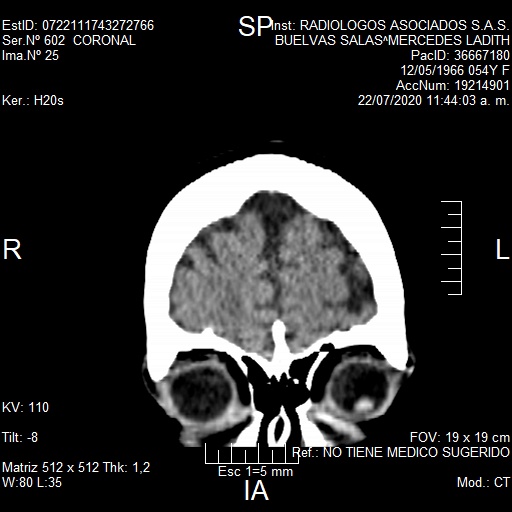 EstID: 0722111743272766
Ser.Nº 602 CORONAL
Ima.Nº 25
Ker.: H20s
SP
Inst: RADIOLOGOS ASOCIADOS S.A.S.
BUELVAS SALAS^MERCEDES LADITH
PacID: 36667180
12/05/1966 054Y F
AccNum: 19214901
22/07/2020 11:44:03 a. m.
R
L
KV: 110
Tilt: -8
Matriz 512 x 512 Thk: 1,2
W:80 L:35
Esc 1=5 mm
IA
FOV: 19 x 19 cm
Ref.: NO TIENE MEDICO SUGERIDO
Mod.: CT